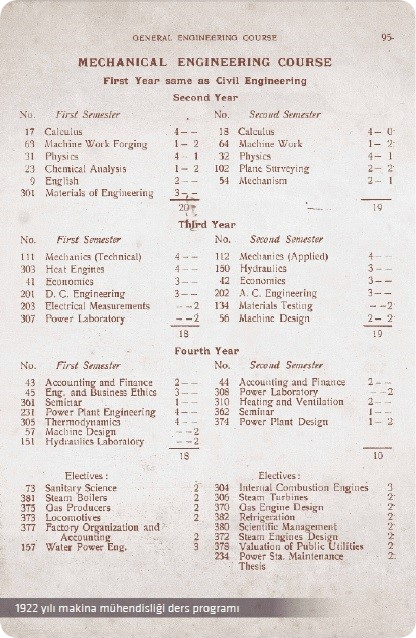 GENERAL ENGINEERING COURSE 95
MECHANICAL ENGINEERING COURSE
First Year same as Civil Engineering
Second Year
No. First Semester
17 Calculus 4 – –
63 Machine Work Forging 1 – 2
31 Physics 4 – 1
23 Chemical Analysis 1 – 2
9 English 2 – –
301 Materials of Engineering 3 – –
20
No. Second Semester
18 Calculus 4 – 0
64 Machine Work 1 – 2
32 Physics 4 – 1
102 Plane Surveying 2 – 2
54 Mechanism 2 – 1
19
Third Year
No. First Semester
111 Mechanics (Technical) 4 – –
303 Heat Engines 4 – –
41 Economics 3 – –
201 D. C. Engineering 3 – –
203 Electrical Measurements – – 2
307 Power Laboratory – – 2
18
No. Second Semester
112 Mechanics (Applied) 4 – –
150 Hydraulics 3 – –
42 Economics 3 – –
202 A. C. Engineering 3 – –
134 Materials Testing – – 2
56 Machine Design 2 – 2
19
Fourth Year
No. First Semester
43 Accounting and Finance 2 – –
45 Eng. and Business Ethics 3 – –
361 Seminar 1 – –
231 Power Plant Engineering 4 – –
305 Thermodynamics 4 – –
57 Machine Design – – 2
151 Hydraulics Laboratory – – 2
18
No. Second Semester
44 Accounting and Finance 2 – –
308 Power Laboratory – – 2
310 Heating and Ventilation 2 – –
362 Seminar 1 – –
374 Power Plant Design 1 – 2
10
Electives :
73 Sanitary Science 2
381 Steam Boilers 2
375 Gas Producers 2
373 Locomotives 2
377 Factory Organization and
Accounting 2
157 Water Power Eng. 3
Electives :
304 Internal Combustion Engines 3
306 Steam Turbines 2
370 Gas Engine Design 2
382 Refrigeration 2
380 Scientific Management 2
372 Steam Engines Design 2
378 Valuation of Public Utilities 2
234 Power Sta. Maintenance 2
Thesis
1922 yılı makina mühendisliği ders programı